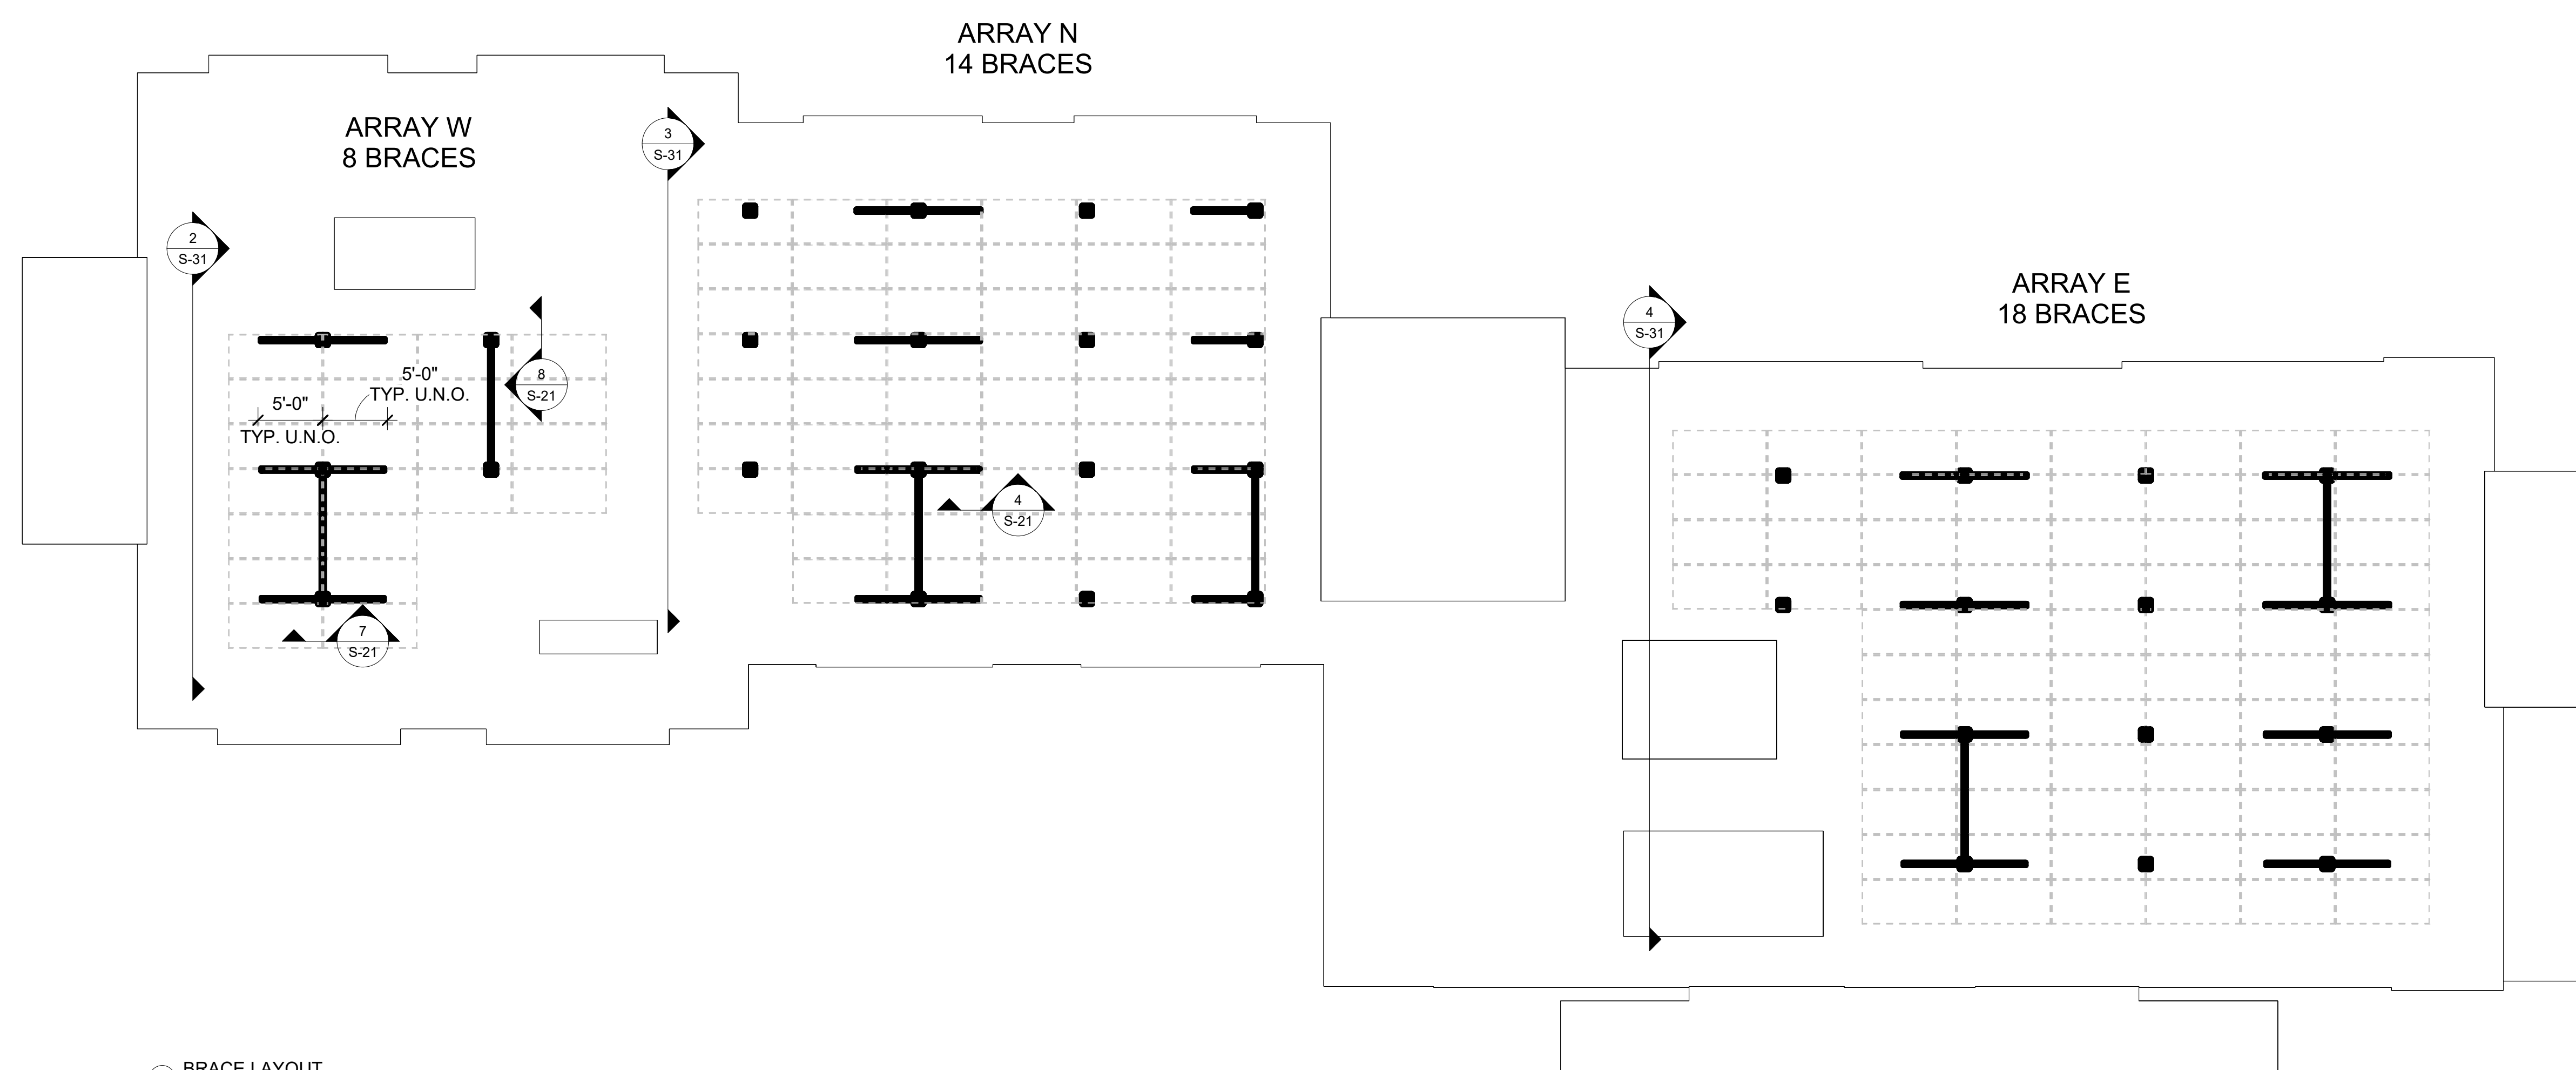 ARRAY N
14 BRACES
ARRAY W
8 BRACES
3
S-31
2
S-31
ARRAY E
18 BRACES
4
S-31
5'-0"
TYP. U.N.O.
8
S-21
5'-0"
TYP. U.N.O.
4
S-21
7
S-21
BRACE LAYOUT